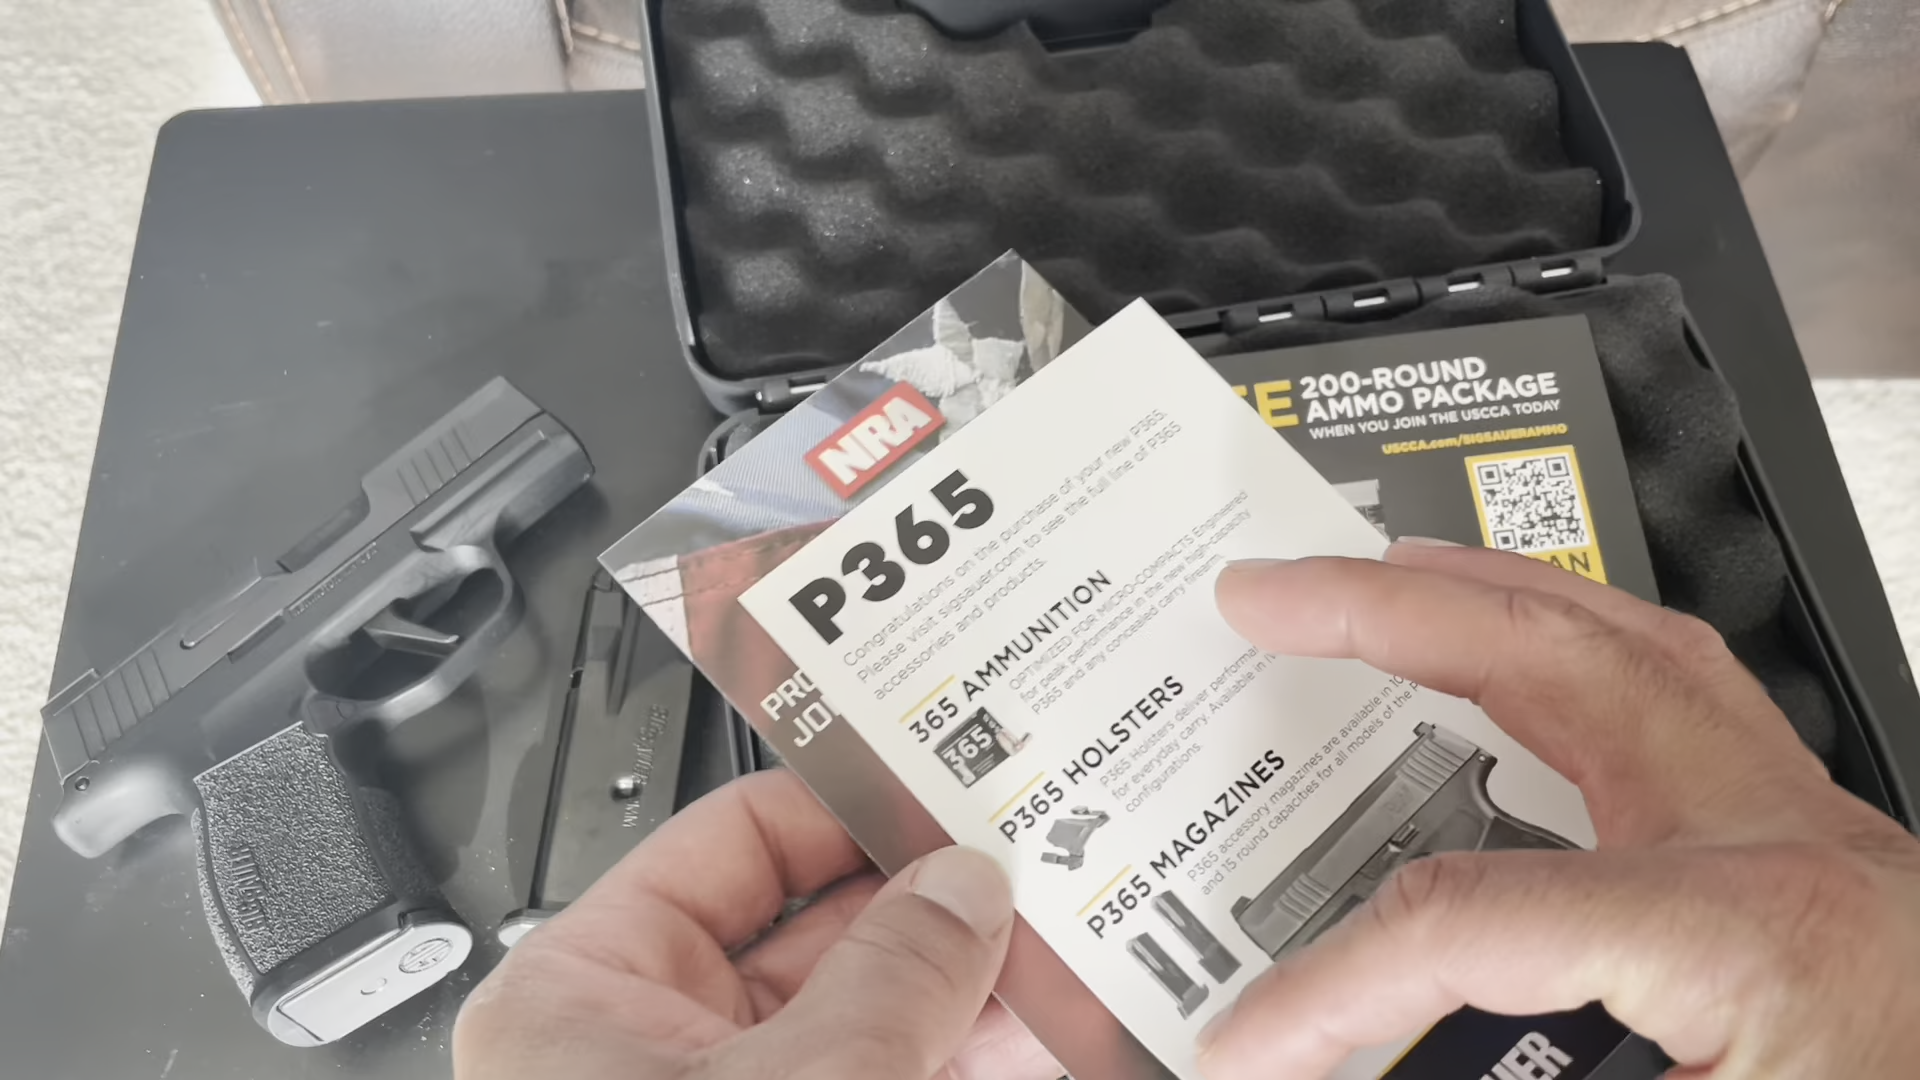 NRA
P365
Congratulations on the purchase of your new P365.
Please visit sigsauer.com to see the full line of P365
accessories and products.
365 AMMUNITION
OPTIMIZED FOR MICRO-COMPACTS Engineered
for peak performance in the new high-capacity
P365 and any concealed carry firearm.
365
P365 HOLSTERS
P365 Holsters deliver
for everyday carry. Available in
configurations.
P365 MAGAZINES
P365 accessory magazines are available in
and 15 round capacities for all models of the
200-ROUND
AMMO PACKAGE
WHEN YOU JOIN THE USCCA TODAY
USCCA.com/SIGSAUERAMMO